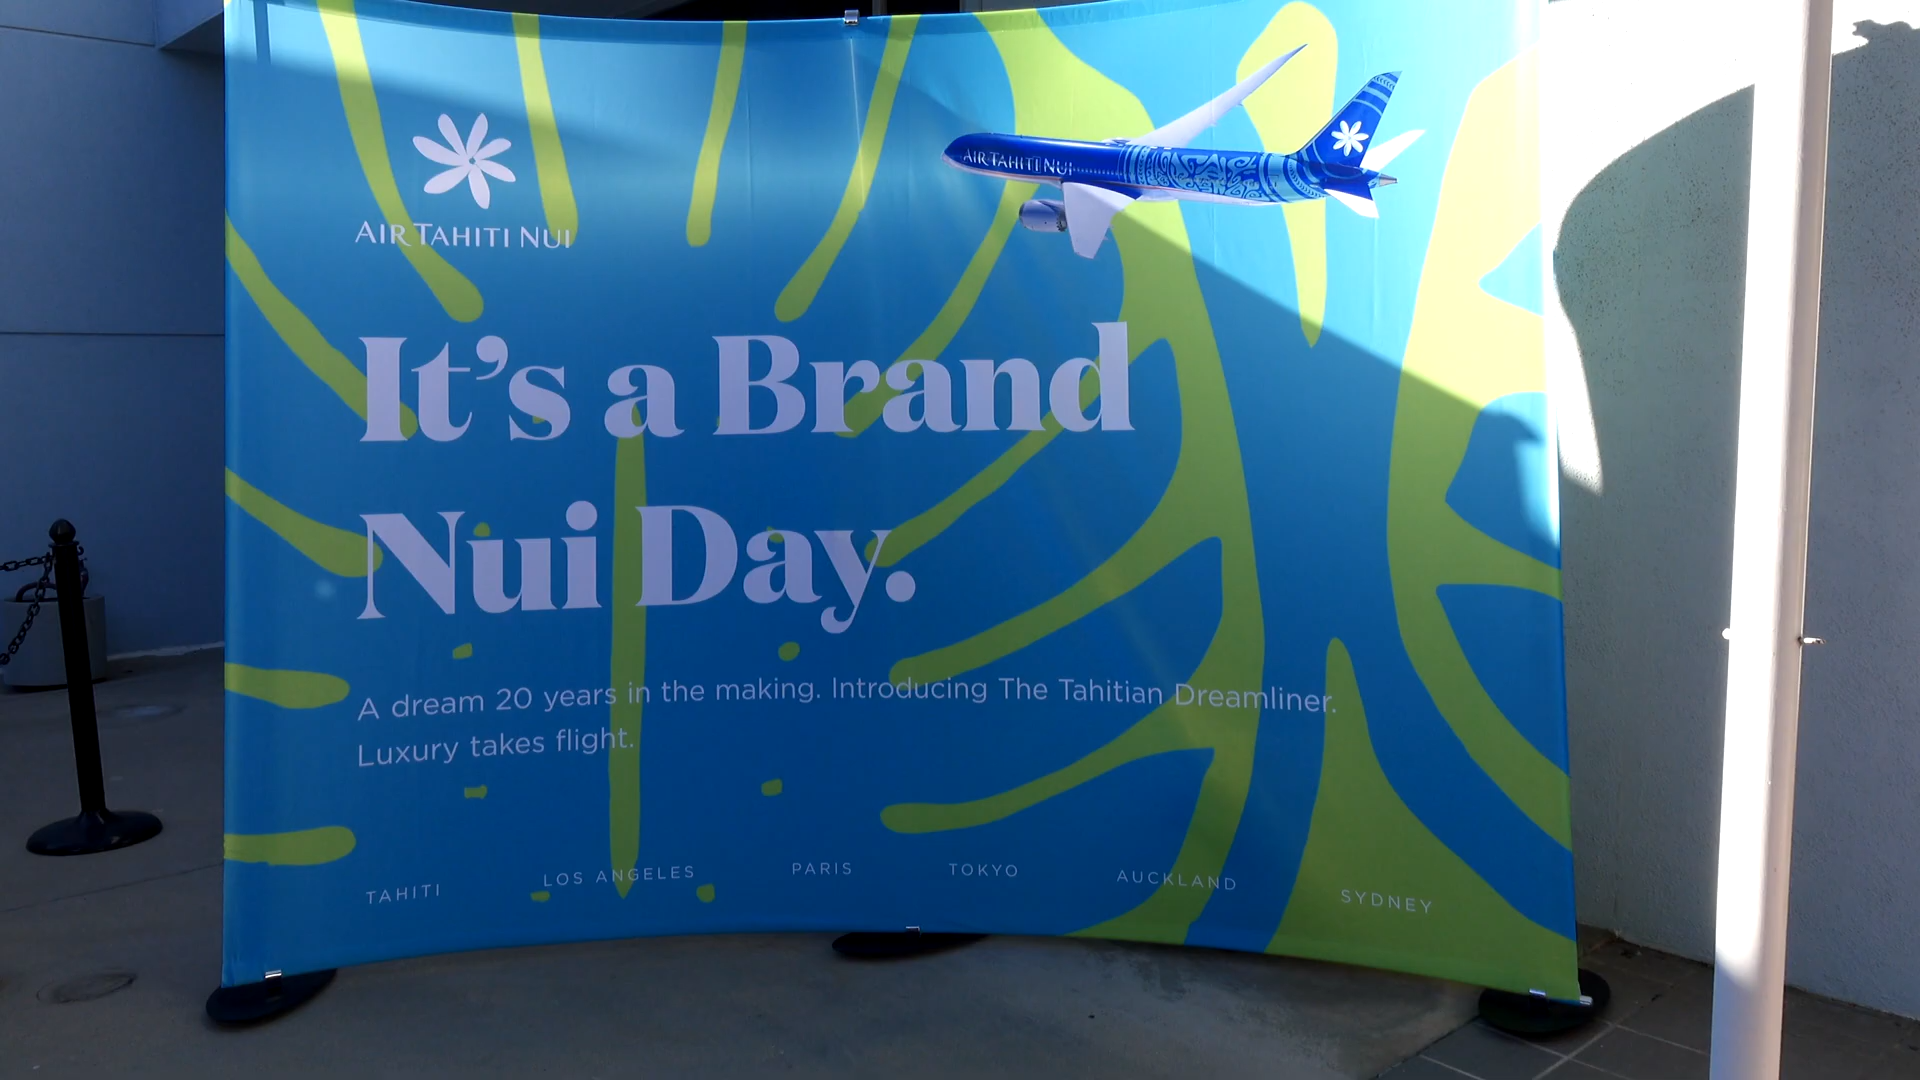 AIR TAHITI NUI
AIR TAHITI NUI
It's a Brand
Nui Day.
A dream 20 years in the making. Introducing The Tahitian Dreamliner.
Luxury takes flight.
TAHITI LOS ANGELES PARIS TOKYO AUCKLAND SYDNEY